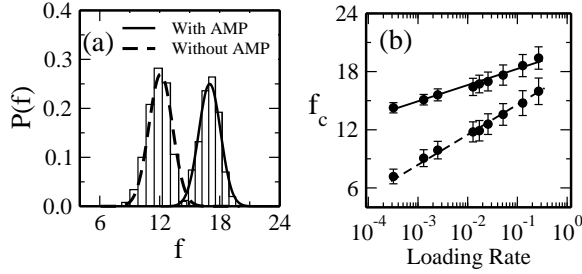 (a)
With AMP
Without AMP
P(f)
0.4
0.3
0.2
0.1
0.0
6 12 18 24
f
(b)
f_c
24
18
12
6
10^-4 10^-3 10^-2 10^-1 10^0
Loading Rate